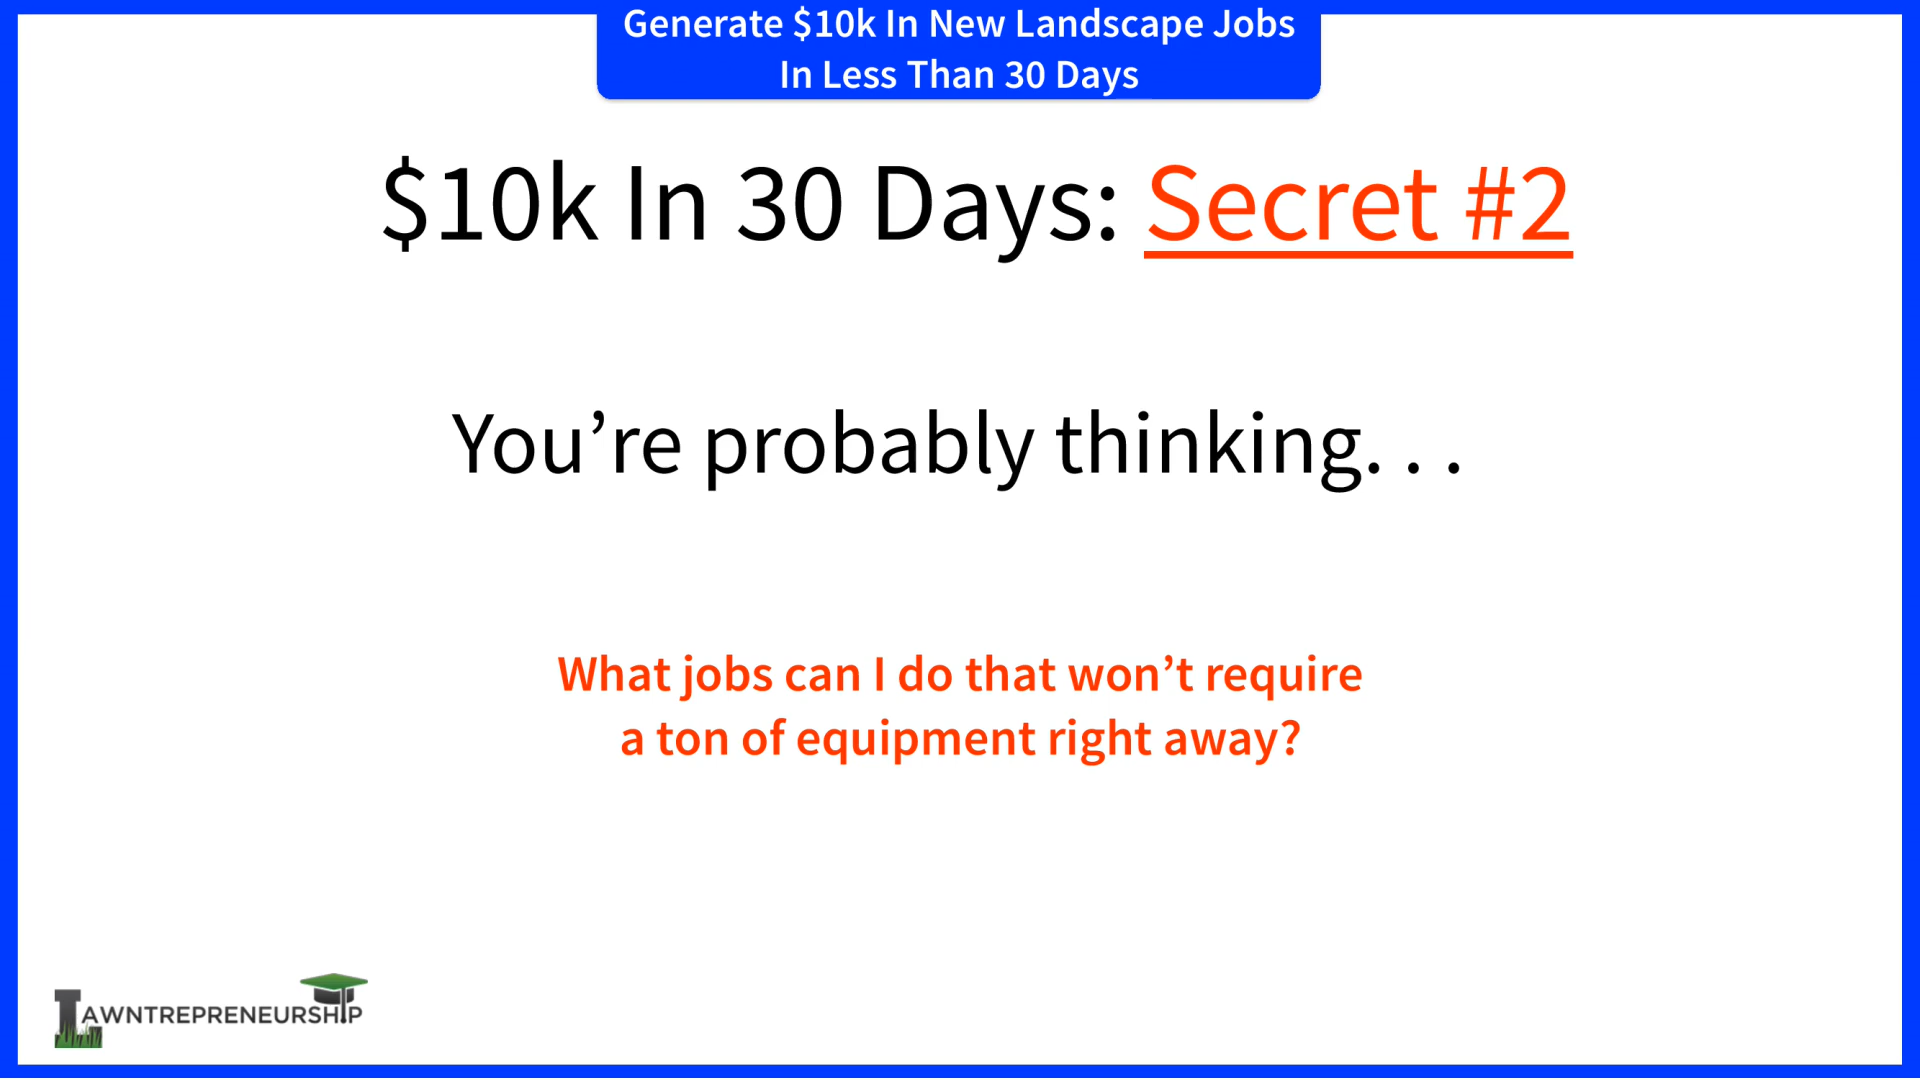 Generate $10k In New Landscape Jobs
In Less Than 30 Days
$10k In 30 Days: Secret #2
You’re probably thinking. . .
What jobs can I do that won’t require
a ton of equipment right away?
LAWNTREPRENEURSHIP